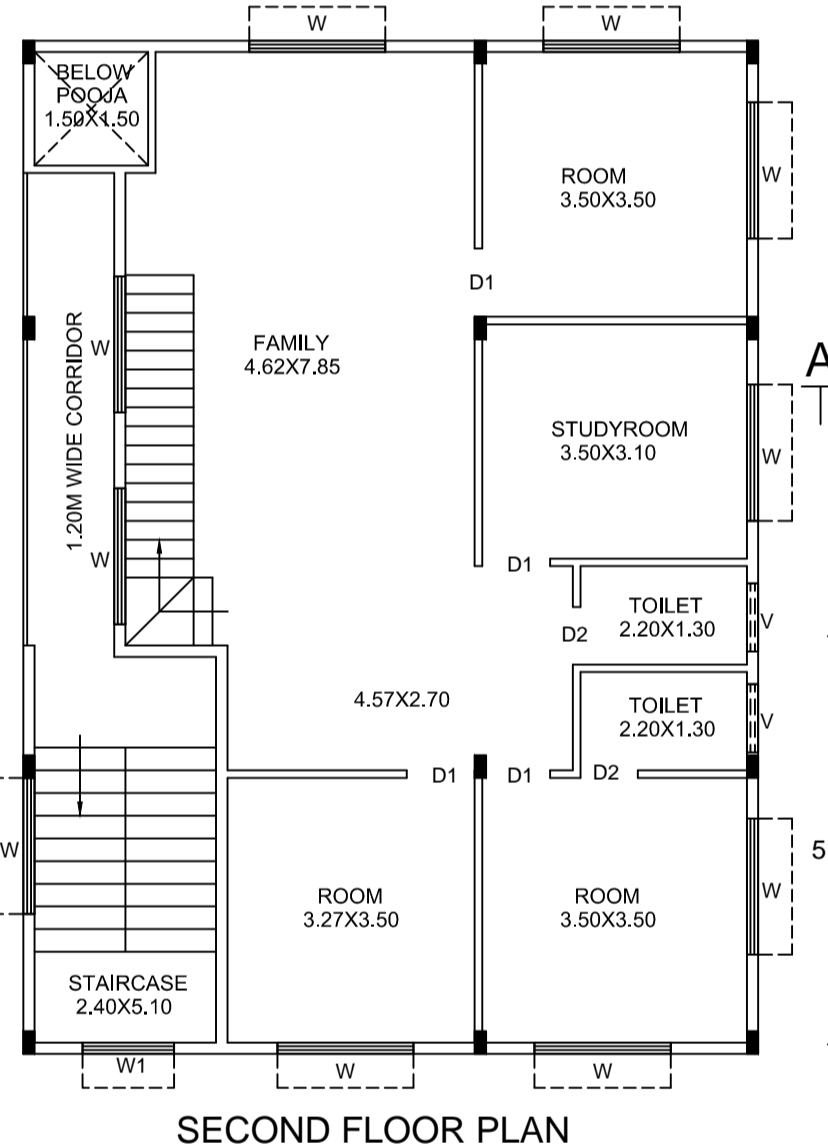 W
W
BELOW
POOJA
1.50X1.50
ROOM
3.50X3.50
W
D1
1.20M WIDE CORRIDOR
W
FAMILY
4.62X7.85
A
STUDYROOM
3.50X3.10
W
W
D1
TOILET
2.20X1.30
V
D2
4.57X2.70
TOILET
2.20X1.30
V
D1
D1
D2
W
5
ROOM
3.27X3.50
ROOM
3.50X3.50
W
STAIRCASE
2.40X5.10
W1
W
W
SECOND FLOOR PLAN